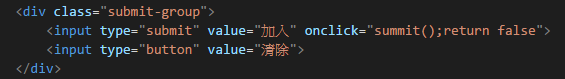 <div class="submit-group">
<input type="submit" value="加入" onclick="summit();return false">
<input type="button" value="清除">
</div>